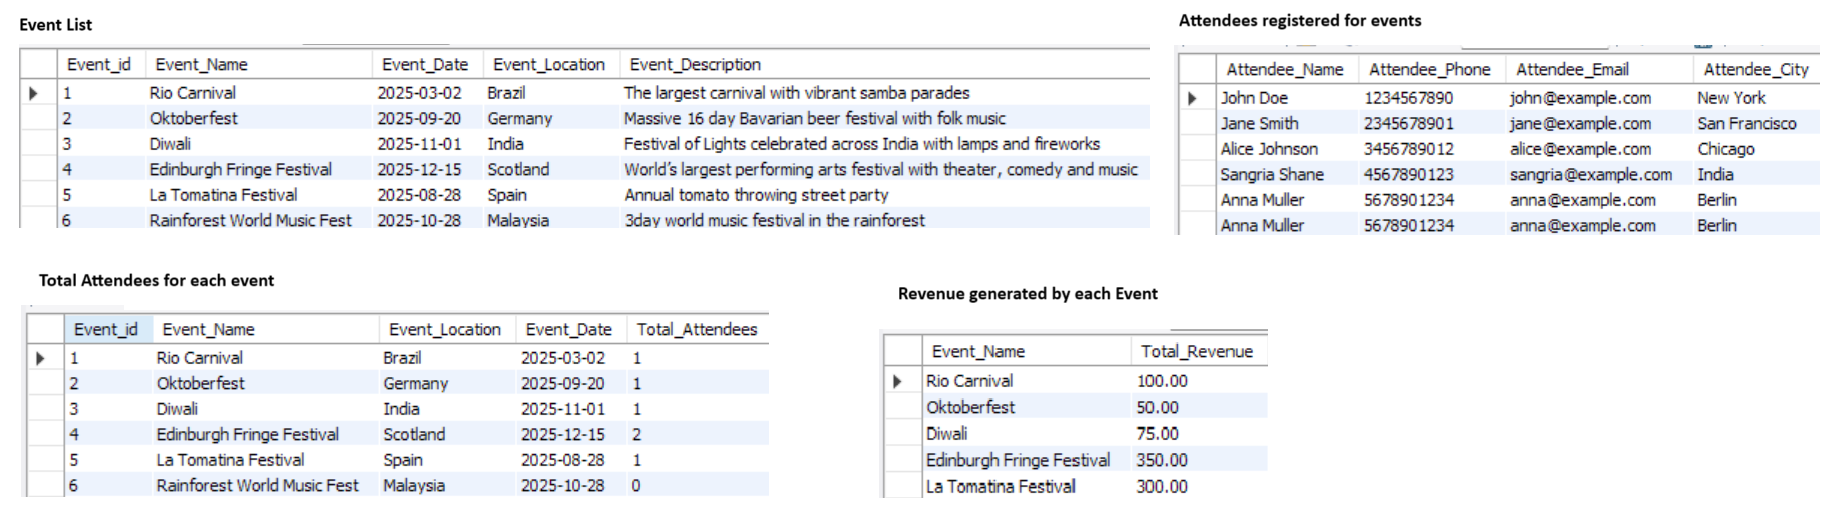 Event List
Event_id Event_Name Event_Date Event_Location Event_Description
1 Rio Carnival 2025-03-02 Brazil The largest carnival with vibrant samba parades
2 Oktoberfest 2025-09-20 Germany Massive 16 day Bavarian beer festival with folk music
3 Diwali 2025-11-01 India Festival of Lights celebrated across India with lamps and fireworks
4 Edinburgh Fringe Festival 2025-12-15 Scotland World’s largest performing arts festival with theater, comedy and music
5 La Tomatina Festival 2025-08-28 Spain Annual tomato throwing street party
6 Rainforest World Music Fest 2025-10-28 Malaysia 3day world music festival in the rainforest
Attendees registered for events
Attendee_Name Attendee_Phone Attendee_Email Attendee_City
John Doe 1234567890 john@example.com New York
Jane Smith 2345678901 jane@example.com San Francisco
Alice Johnson 3456789012 alice@example.com Chicago
Sangria Shane 4567890123 sangria@example.com India
Anna Muller 5678901234 anna@example.com Berlin
Anna Muller 5678901234 anna@example.com Berlin
Total Attendees for each event
Event_id Event_Name Event_Location Event_Date Total_Attendees
1 Rio Carnival Brazil 2025-03-02 1
2 Oktoberfest Germany 2025-09-20 1
3 Diwali India 2025-11-01 1
4 Edinburgh Fringe Festival Scotland 2025-12-15 2
5 La Tomatina Festival Spain 2025-08-28 1
6 Rainforest World Music Fest Malaysia 2025-10-28 0
Revenue generated by each Event
Event_Name Total_Revenue
Rio Carnival 100.00
Oktoberfest 50.00
Diwali 75.00
Edinburgh Fringe Festival 350.00
La Tomatina Festival 300.00